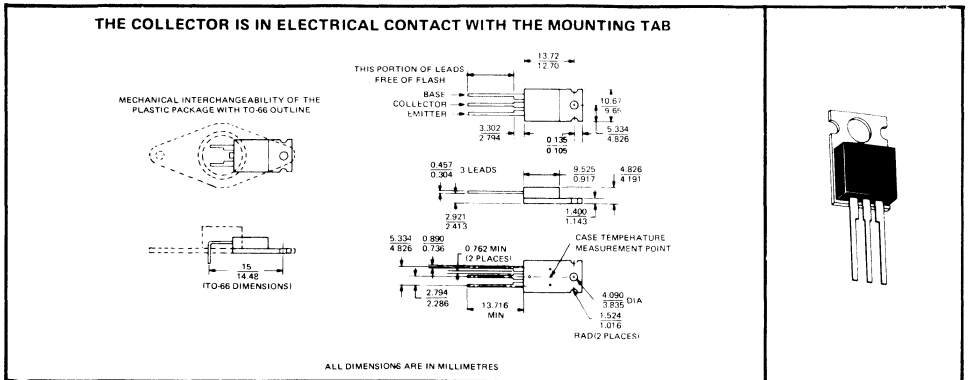 THE COLLECTOR IS IN ELECTRICAL CONTACT WITH THE MOUNTING TAB
13.72
12.70
THIS PORTION OF LEADS
FREE OF FLASH
BASE
COLLECTOR
EMITTER
10.67
9.66
3.302
2.794
0.135
0.105
5.334
4.826
MECHANICAL INTERCHANGEABILITY OF THE
PLASTIC PACKAGE WITH TO-66 OUTLINE
0.457
0.304
3 LEADS
9.525
0.917
4.826
4.191
2.921
2.413
1.400
1.143
5.334
4.826
0.890
0.736
0.762 MIN
(2 PLACES)
CASE TEMPERATURE
MEASUREMENT POINT
15
14.48
(TO-66 DIMENSIONS)
2.794
2.286
13.716
MIN
4.090
3.835
DIA
1.524
1.016
RAD(2 PLACES)
ALL DIMENSIONS ARE IN MILLIMETRES